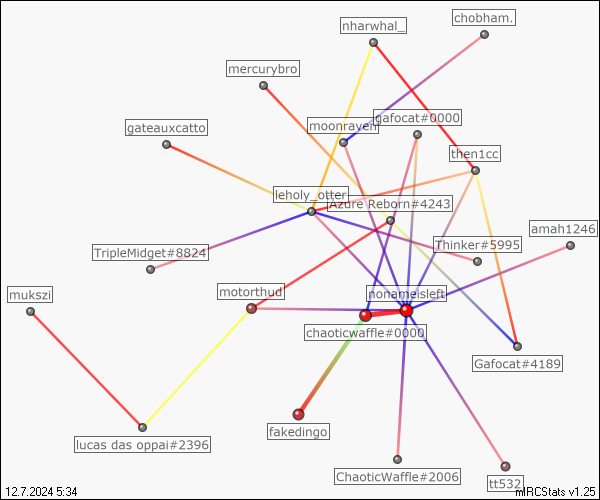 chobham.
nharwhal_
mercurybro
gafocat#0000
moonraven
gateauxcatto
then1cc
leholy_otter
Azure Reborn#4243
amah1246
Thinker#5995
TripleMidget#8824
mukszi
motorthud
nonameisleft
chaoticwaffle#0000
Gafocat#4189
fakedingo
lucas das oppai#2396
ChaoticWaffle#2006
tt532
12.7.2024 5:34
mIRCStats v1.25